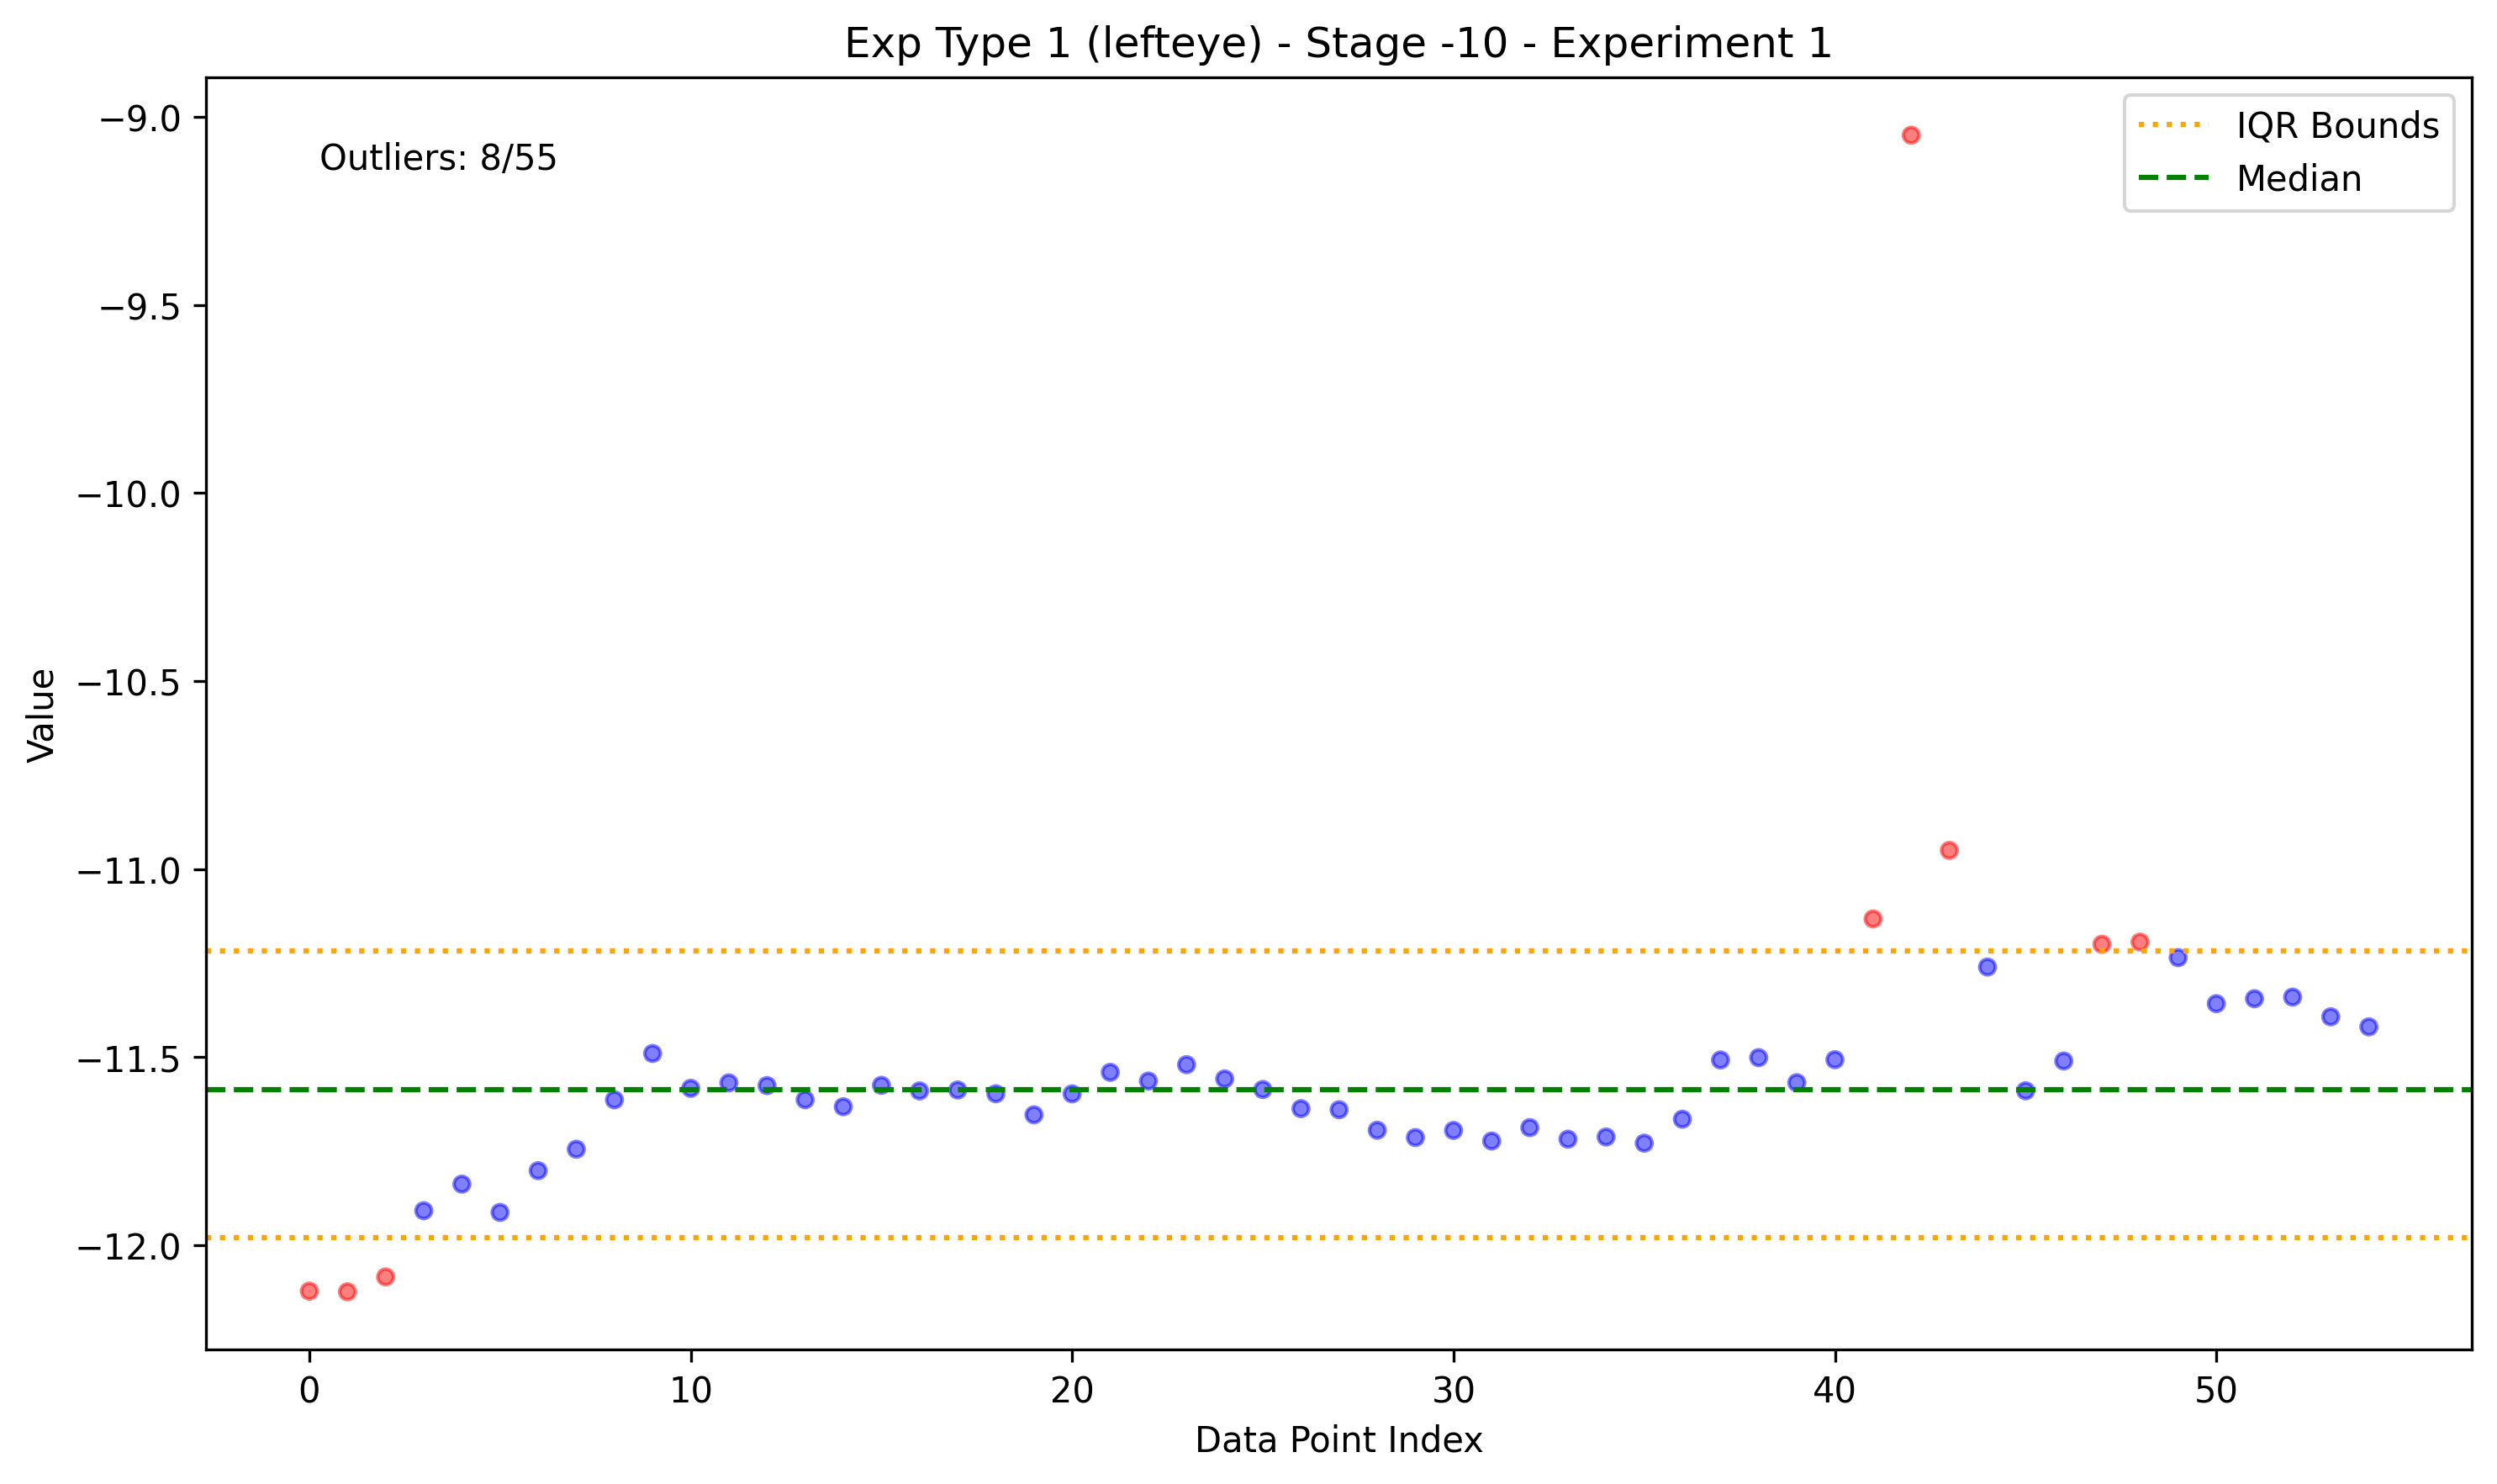 Exp Type 1 (lefteye) - Stage -10 - Experiment 1
Outliers: 8/55
IQR Bounds
Median
Value
−9.0
−9.5
−10.0
−10.5
−11.0
−11.5
−12.0
0
10
20
30
40
50
Data Point Index